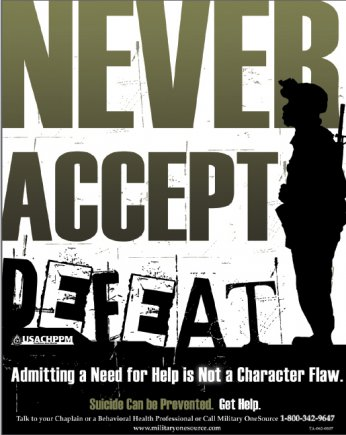 NEVER
ACCEPT
DEFEAT
USACHPPM
Admitting a Need for Help is Not a Character Flaw.
Suicide Can be Prevented. Get Help.
Talk to your Chaplain or a Behavioral Health Professional or Call Military OneSource 1-800-342-9647
www.militaryonesource.com